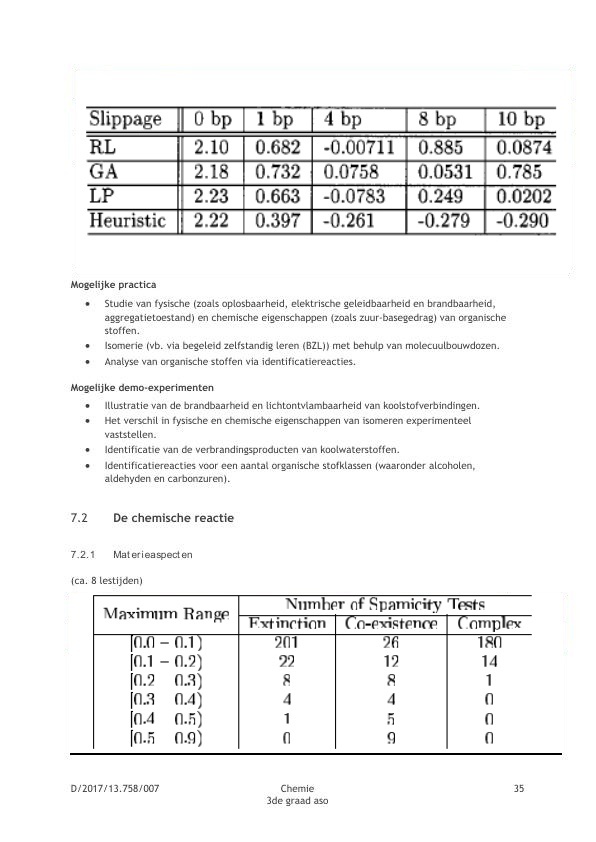 Slippage 0 bp 1 bp 4 bp 8 bp 10 bp
RL 2.10 0.682 -0.00711 0.885 0.0874
GA 2.18 0.732 0.0758 0.0531 0.785
LP 2.23 0.663 -0.0783 0.249 0.0202
Heuristic 2.22 0.397 -0.261 -0.279 -0.290
Mogelijke practica
• Studie van fysische (zoals oplosbaarheid, elektrische geleidbaarheid en brandbaarheid,
aggregatietoestand) en chemische eigenschappen (zoals zuur-basegedrag) van organische
stoffen.
• Isomerie (vb. via begeleid zelfstandig leren (BZL)) met behulp van molecuulbouwdozen.
• Analyse van organische stoffen via identificatiereacties.
Mogelijke demo-experimenten
• Illustratie van de brandbaarheid en lichtontvlambaarheid van koolstofverbindingen.
• Het verschil in fysische en chemische eigenschappen van isomeren experimenteel
vaststellen.
• Identificatie van de verbrandingsproducten van koolwaterstoffen.
• Identificatiereacties voor een aantal organische stofklassen (waaronder alcoholen,
aldehyden en carbonzuren).
7.2 De chemische reactie
7.2.1 Materieaspecten
(ca. 8 lestijden)
Maximum Range Number of Spamicity Tests
Extinction Co-existence Complex
[0.0 – 0.1) 201 26 180
[0.1 – 0.2) 22 12 14
[0.2 0.3) 8 8 1
[0.3 0.4) 4 4 0
[0.4 0.5) 1 5 0
[0.5 0.9) 0 9 0
D/2017/13.758/007 Chemie 35
3de graad aso